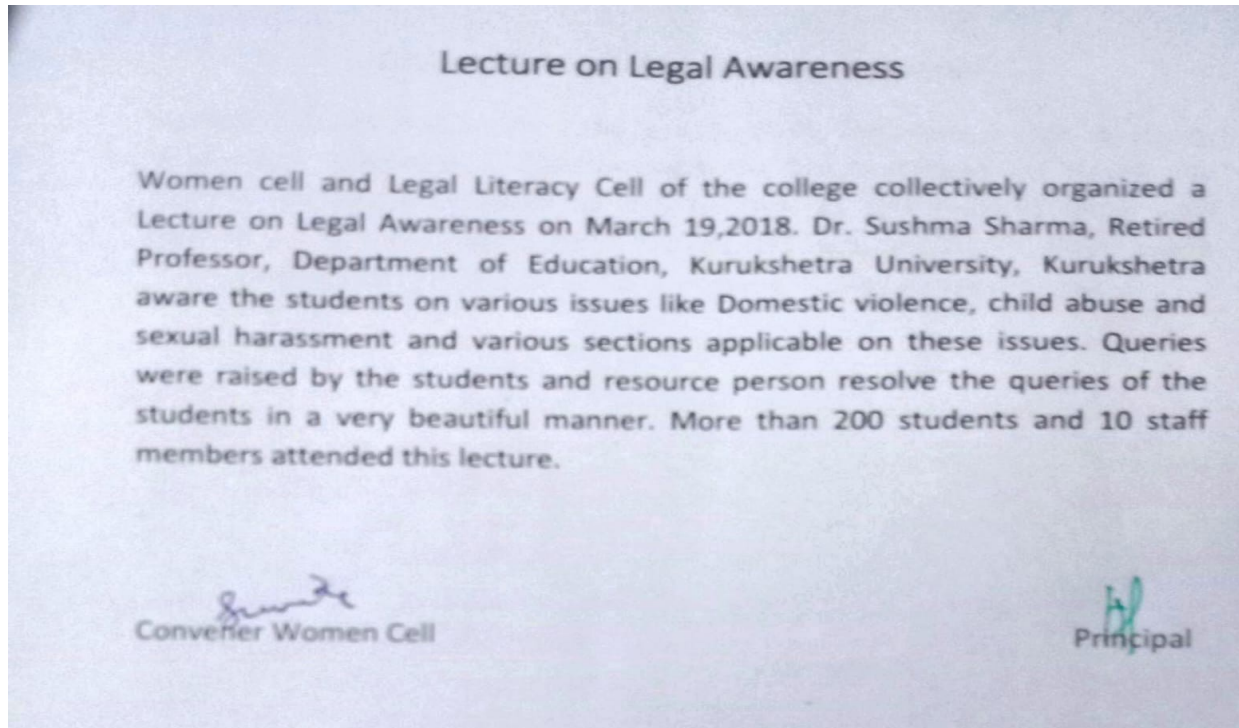 Lecture on Legal Awareness
Women cell and Legal Literacy Cell of the college collectively organized a
Lecture on Legal Awareness on March 19,2018. Dr. Sushma Sharma, Retired
Professor, Department of Education, Kurukshetra University, Kurukshetra
aware the students on various issues like Domestic violence, child abuse and
sexual harassment and various sections applicable on these issues. Queries
were raised by the students and resource person resolve the queries of the
students in a very beautiful manner. More than 200 students and 10 staff
members attended this lecture.
Convener Women Cell
Principal